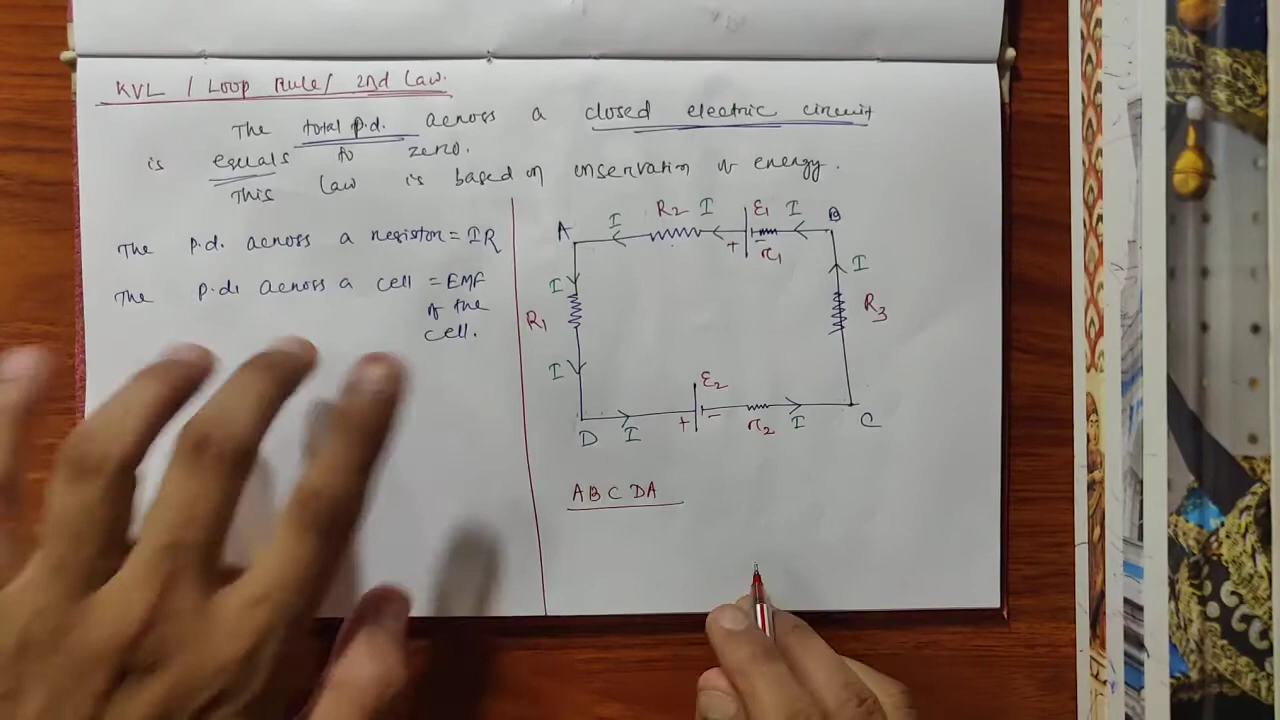 KVL / Loop Rule / 2nd Law.
The total p.d. across a closed electric circuit
is equals to zero.
This law is based on conservation of energy.
The p.d. across a resistor = IR
The p.d. across a cell = EMF
of the
cell.
A I R2 I ε1 I B
+ − r1
I I
R1 R3
I ε2
D I + − r2 I C
ABCDA